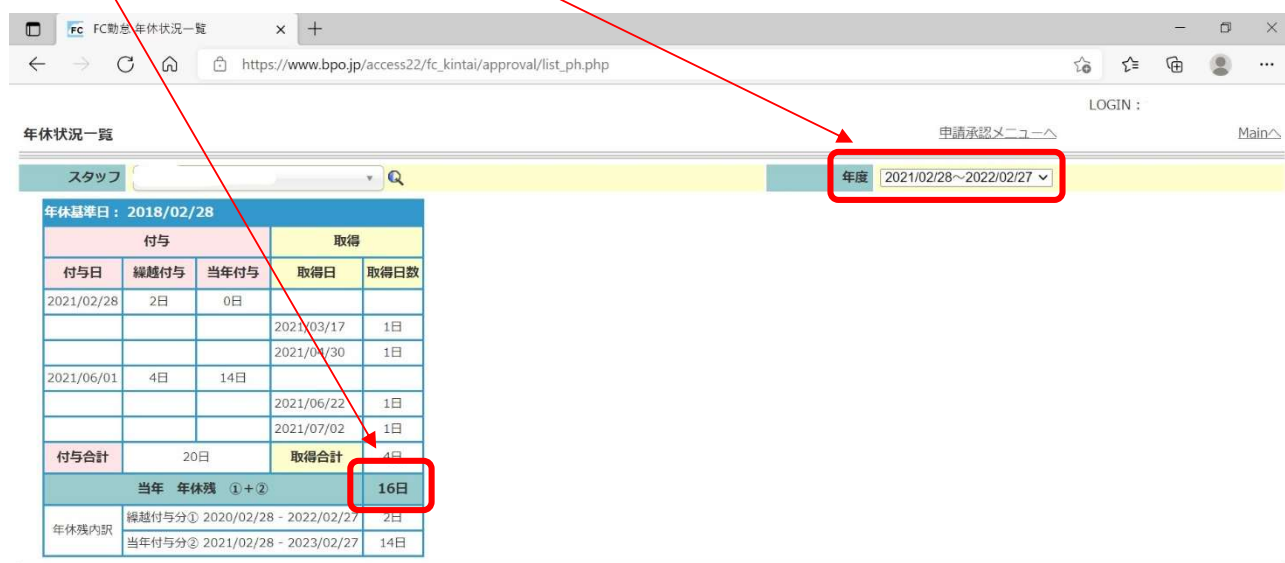 FC FC勤怠 年休状況一覧
https://www.bpo.jp/access22/fc_kintai/approval/list_ph.php
LOGIN :
年休状況一覧 申請承認メニューへ Mainへ
スタッフ 年度 2021/02/28～2022/02/27
年休基準日： 2018/02/28
付与 取得
付与日 繰越付与 当年付与 取得日 取得日数
2021/02/28 2日 0日
2021/03/17 1日
2021/04/30 1日
2021/06/01 4日 14日
2021/06/22 1日
2021/07/02 1日
付与合計 20日 取得合計 4日
当年 年休残 ①+② 16日
年休残内訳
繰越付与分① 2020/02/28 - 2022/02/27 2日
当年付与分② 2021/02/28 - 2023/02/27 14日